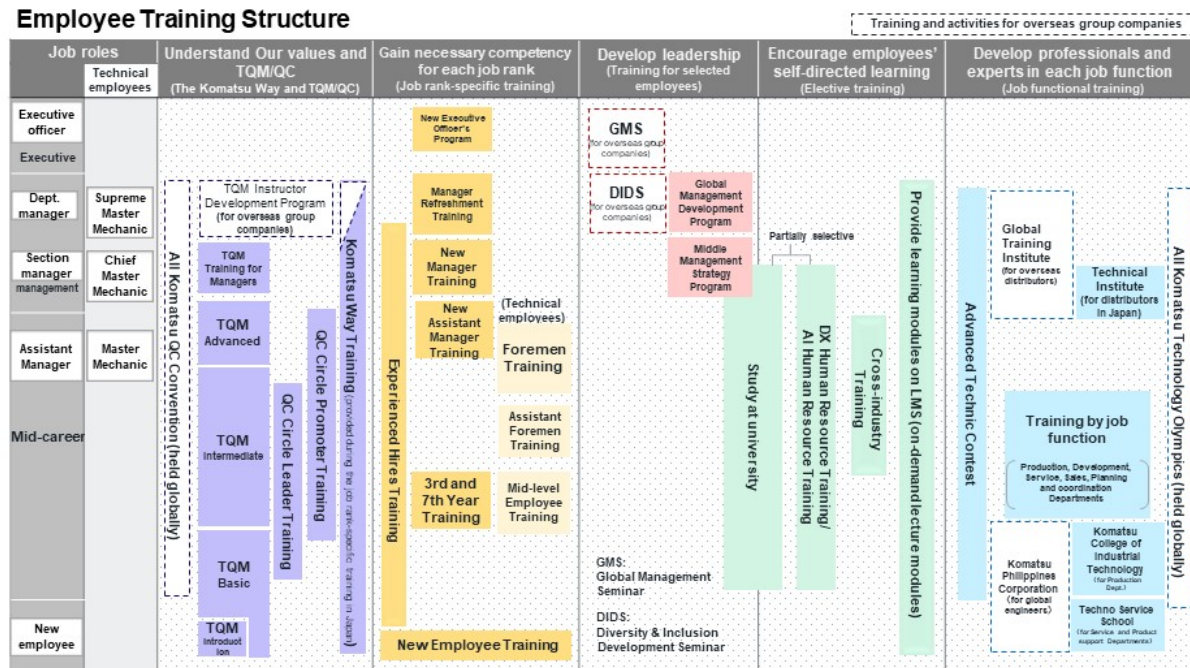 Employee Training Structure
Training and activities for overseas group companies
Job roles
Technical
employees
Understand Our values and
TQM/QC
(The Komatsu Way and TQM/QC)
Gain necessary competency
for each job rank
(Job rank-specific training)
Develop leadership
(Training for selected
employees)
Encourage employees'
self-directed learning
(Elective training)
Develop professionals and
experts in each job function
(Job functional training)
Executive
officer
Executive
Dept.
manager
Supreme
Master
Mechanic
Section
manager
management
Chief
Master
Mechanic
Assistant
Manager
Master
Mechanic
Mid-career
New
employee
All Komatsu QC Convention (held globally)
TQM Instructor
Development Program
(for overseas group
companies)
TQM
Training for
Managers
TQM
Advanced
TQM
Intermediate
TQM
Basic
TQM
Introduct
ion
QC Circle Leader Training
QC Circle Promoter Training
Komatsu Way Training (provided during the job rank-specific training in Japan)
Experienced Hires Training
New Executive
Officer's
Program
Manager
Refreshment
Training
New
Manager
Training
New
Assistant
Manager
Training
(Technical
employees)
Foremen
Training
Assistant
Foremen
Training
3rd and
7th Year
Training
Mid-level
Employee
Training
New Employee Training
GMS
(for overseas group
companies)
DIDS
(for overseas group
companies)
Global
Management
Development
Program
Middle
Management
Strategy
Program
GMS:
Global Management
Seminar
DIDS:
Diversity & Inclusion
Development Seminar
Partially selective
Study at university
DX Human Resource Training/
AI Human Resource Training
Cross-industry
Training
Provide learning modules on LMS (on-demand lecture modules)
Advanced Technic Contest
Global
Training
Institute
(for overseas
distributors)
Technical
Institute
(for distributors
in Japan)
Training by job
function
Production, Development,
Service, Sales, Planning
and coordination
Departments
Komatsu
Philippines
Corporation
(for global
engineers)
Komatsu
College of
Industrial
Technology
(for Production
Dept.)
Techno Service
School
(for Service and Product
support Departments)
All Komatsu Technology Olympics (held globally)